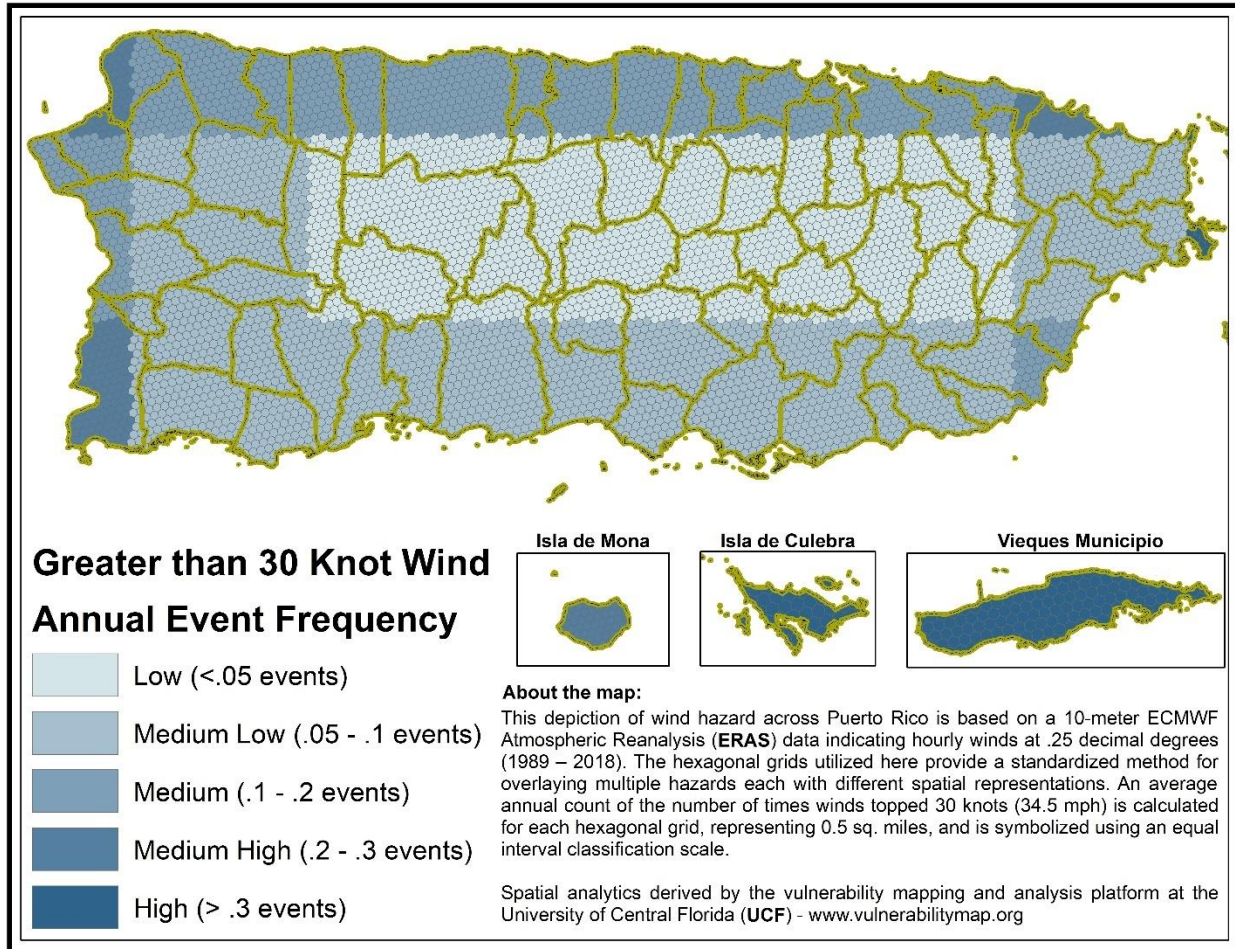 Isla de Mona
Isla de Culebra
Vieques Municipio
Greater than 30 Knot Wind
Annual Event Frequency
Low (<.05 events)
Medium Low (.05 - .1 events)
Medium (.1 - .2 events)
Medium High (.2 - .3 events)
High (> .3 events)
About the map:
This depiction of wind hazard across Puerto Rico is based on a 10-meter ECMWF
Atmospheric Reanalysis (ERAS) data indicating hourly winds at .25 decimal degrees
(1989 – 2018). The hexagonal grids utilized here provide a standardized method for
overlaying multiple hazards each with different spatial representations. An average
annual count of the number of times winds topped 30 knots (34.5 mph) is calculated
for each hexagonal grid, representing 0.5 sq. miles, and is symbolized using an equal
interval classification scale.
Spatial analytics derived by the vulnerability mapping and analysis platform at the
University of Central Florida (UCF) - www.vulnerabilitymap.org